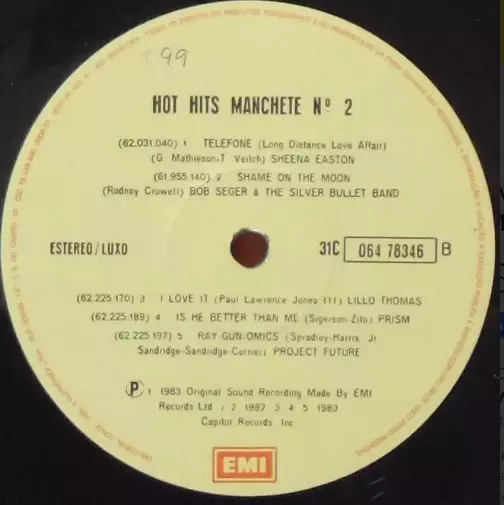 99
HOT HITS MANCHETE Nº 2
(62.031.040) 1 TELEFONE (Long Distance Love Affair)
(G. Mathieson-T. Veitch) SHEENA EASTON
(61.955.140) 2 SHAME ON THE MOON
(Rodney Crowell) BOB SEGER & THE SILVER BULLET BAND
ESTEREO/LUXO
31C 064 78346 B
(62.225.170) 3 I LOVE IT (Paul Lawrence Jones III) LILLO THOMAS
(62.225.189) 4 IS HE BETTER THAN ME (Sigerson-Zito) PRISM
(62.225.197) 5 RAY-GUN-OMICS (Spradley-Harris, Jr.
Sandridge-Sandridge-Corner) PROJECT FUTURE
P 1 1983 Original Sound Recording Made By EMI
Records Ltd / 2 1982 3 4 5 1983
Capitol Records Inc
EMI